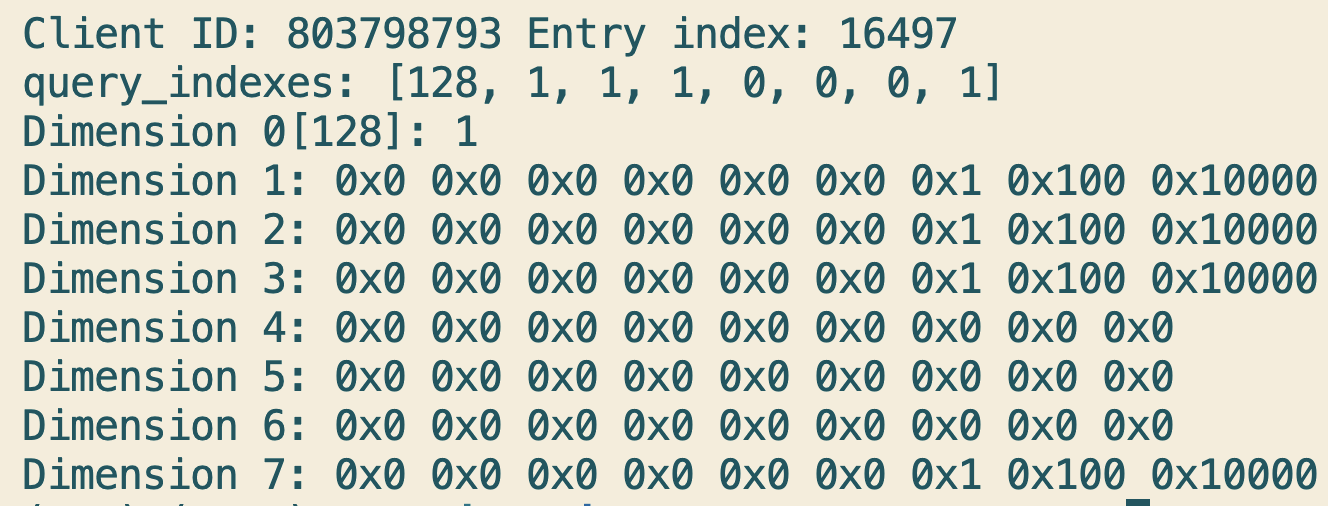 Client ID: 803798793 Entry index: 16497
query_indexes: [128, 1, 1, 1, 0, 0, 0, 1]
Dimension 0[128]: 1
Dimension 1: 0x0 0x0 0x0 0x0 0x0 0x0 0x1 0x100 0x10000
Dimension 2: 0x0 0x0 0x0 0x0 0x0 0x0 0x1 0x100 0x10000
Dimension 3: 0x0 0x0 0x0 0x0 0x0 0x0 0x1 0x100 0x10000
Dimension 4: 0x0 0x0 0x0 0x0 0x0 0x0 0x0 0x0 0x0
Dimension 5: 0x0 0x0 0x0 0x0 0x0 0x0 0x0 0x0 0x0
Dimension 6: 0x0 0x0 0x0 0x0 0x0 0x0 0x0 0x0 0x0
Dimension 7: 0x0 0x0 0x0 0x0 0x0 0x0 0x1 0x100 0x10000